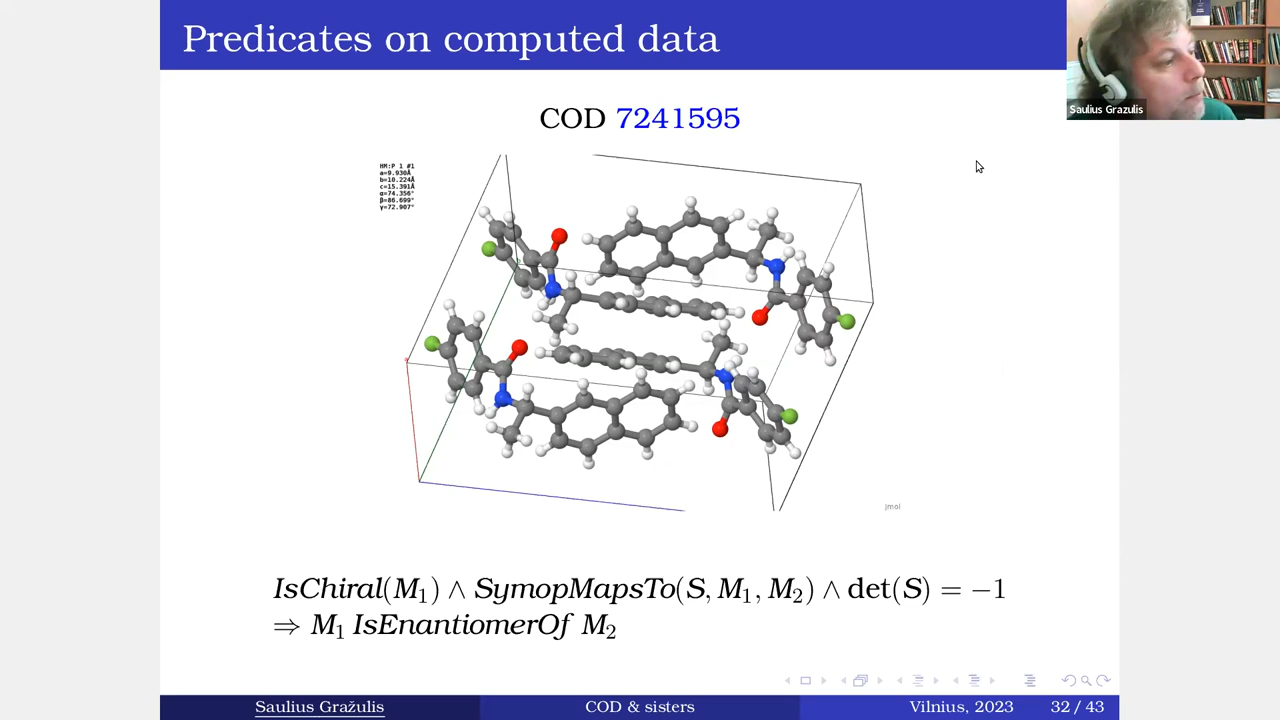 Predicates on computed data
Saulius Grazulis
COD 7241595
HM:P 1 #1
a=9.930Å
b=10.224Å
c=15.391Å
α=74.356°
β=86.699°
γ=72.907°
Jmol
IsChiral(M₁) ∧ SymopMapsTo(S, M₁, M₂) ∧ det(S) = −1
⇒ M₁ IsEnantiomerOf M₂
Saulius Gražulis COD & sisters Vilnius, 2023 32 / 43